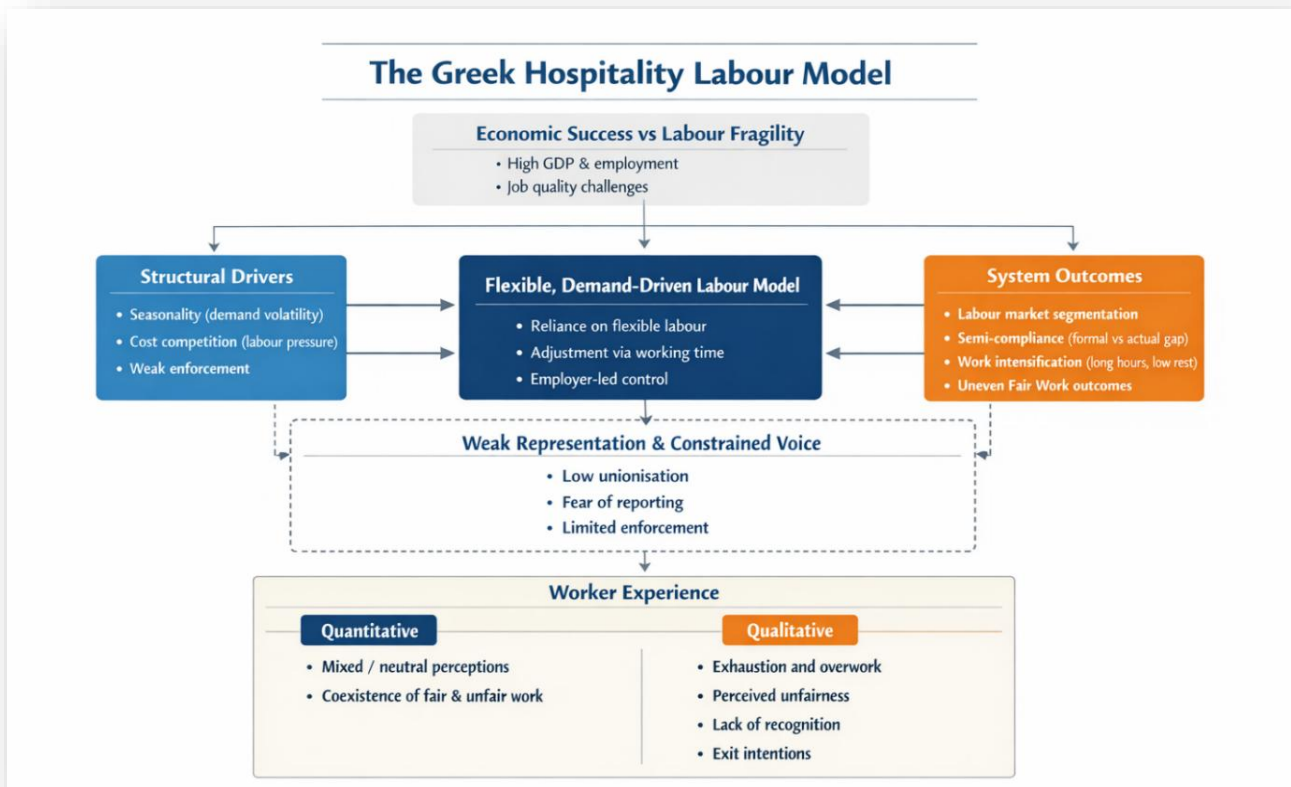 The Greek Hospitality Labour Model
Economic Success vs Labour Fragility
• High GDP & employment
• Job quality challenges
Structural Drivers
• Seasonality (demand volatility)
• Cost competition (labour pressure)
• Weak enforcement
Flexible, Demand-Driven Labour Model
• Reliance on flexible labour
• Adjustment via working time
• Employer-led control
System Outcomes
• Labour market segmentation
• Semi-compliance (formal vs actual gap)
• Work intensification (long hours, low rest)
• Uneven Fair Work outcomes
Weak Representation & Constrained Voice
• Low unionisation
• Fear of reporting
• Limited enforcement
Worker Experience
Quantitative
• Mixed / neutral perceptions
• Coexistence of fair & unfair work
Qualitative
• Exhaustion and overwork
• Perceived unfairness
• Lack of recognition
• Exit intentions